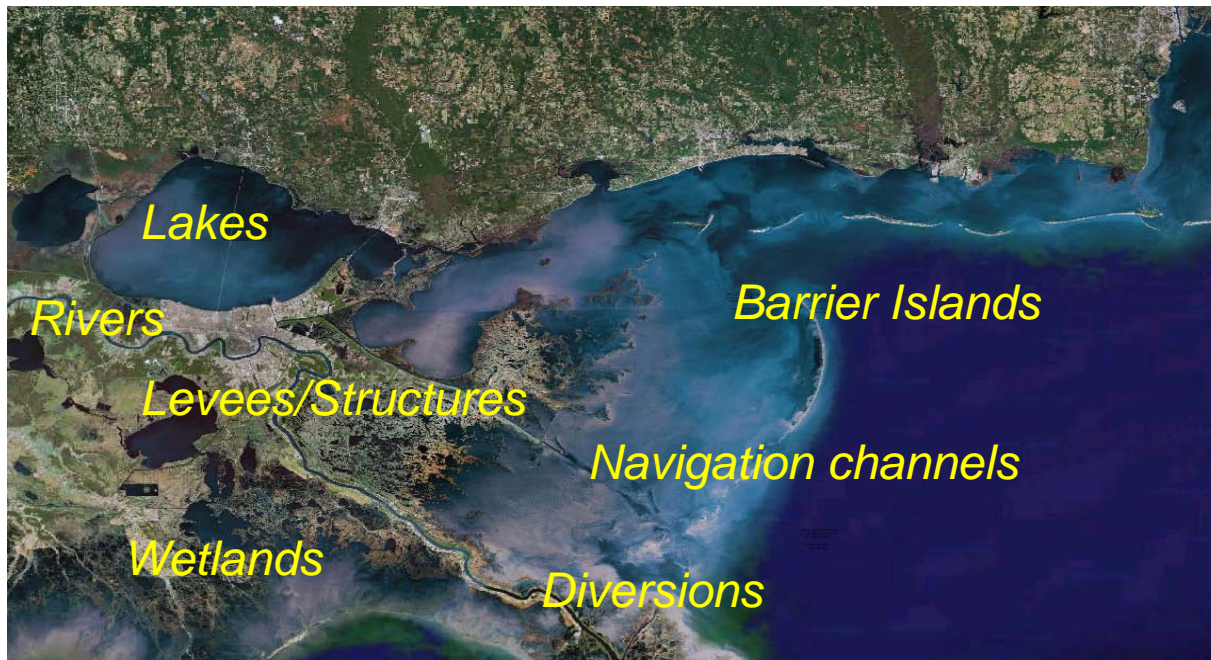 Lakes
Rivers
Barrier Islands
Levees/Structures
Navigation channels
Wetlands
Diversions